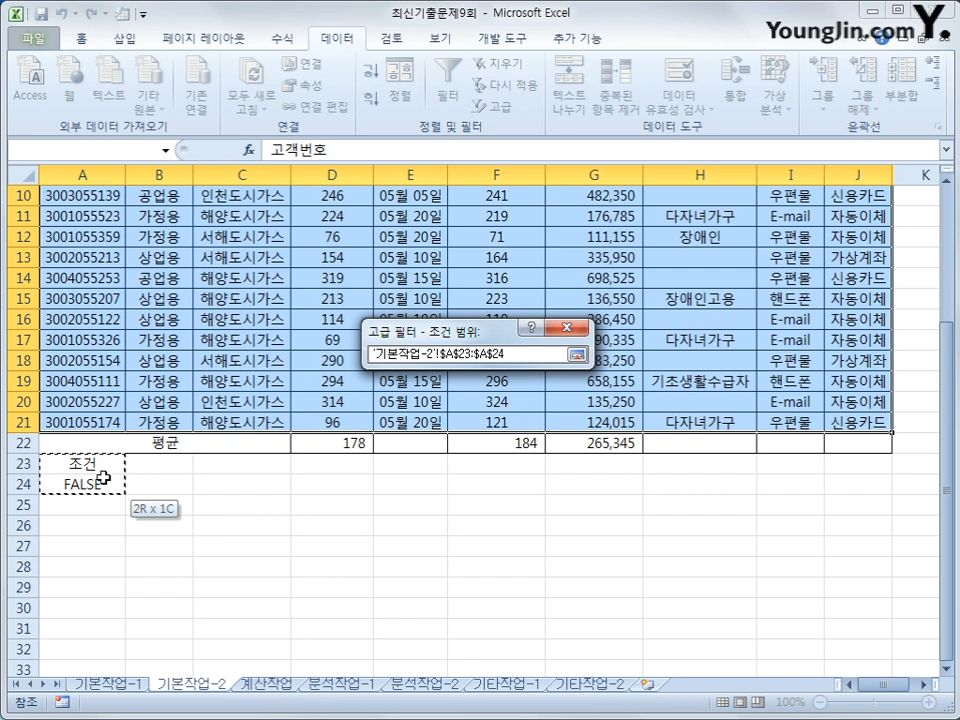 최신기출문제9회 - Microsoft Excel
YoungJin.com Y.
파일 홈 삽입 페이지 레이아웃 수식 데이터 검토 보기 개발 도구 추가 기능
연결 지우기
속성 다시 적용
연결 편집 고급
Access 웹 텍스트 기타 기존 모두 새로 정렬 필터 텍스트 중복된 데이터 통합 가상 그룹 그룹 부분합
원본 연결 고침 나누기 항목 제거 유효성 검사 분석 해제
외부 데이터 가져오기 연결 정렬 및 필터 데이터 도구 윤곽선
fx 고객번호
A B C D E F G H I J K
10 3003055139 공업용 인천도시가스 246 05월 05일 241 482,350 우편물 신용카드
11 3001055523 가정용 해양도시가스 224 05월 20일 219 176,785 다자녀가구 E-mail 자동이체
12 3001055359 가정용 서해도시가스 76 05월 20일 71 111,155 장애인 우편물 자동이체
13 3002055213 상업용 서해도시가스 154 05월 10일 164 335,950 우편물 가상계좌
14 3004055253 공업용 해양도시가스 319 05월 15일 316 698,525 우편물 신용카드
15 3003055207 상업용 해양도시가스 213 05월 10일 223 136,550 장애인고용 핸드폰 자동이체
16 3002055122 상업용 해양도시가스 114 286,450 E-mail 자동이체
17 3001055326 가정용 해양도시가스 69 90,335 다자녀가구 E-mail 자동이체
18 3002055154 상업용 서해도시가스 290 83,250 우편물 가상계좌
19 3004055111 가정용 해양도시가스 294 05월 15일 296 658,155 기초생활수급자 핸드폰 자동이체
20 3002055227 상업용 인천도시가스 314 05월 10일 324 135,250 E-mail 자동이체
21 3001055174 가정용 해양도시가스 96 05월 20일 121 124,015 다자녀가구 우편물 신용카드
22 평균 178 184 265,345
23 조건
24 FALSE
25
26
27
28
29
30
31
32
33
고급 필터 - 조건 범위:
'기본작업-2'!$A$23:$A$24
2R x 1C
기본작업-1 기본작업-2 계산작업 분석작업-1 분석작업-2 기타작업-1 기타작업-2
참조 100%